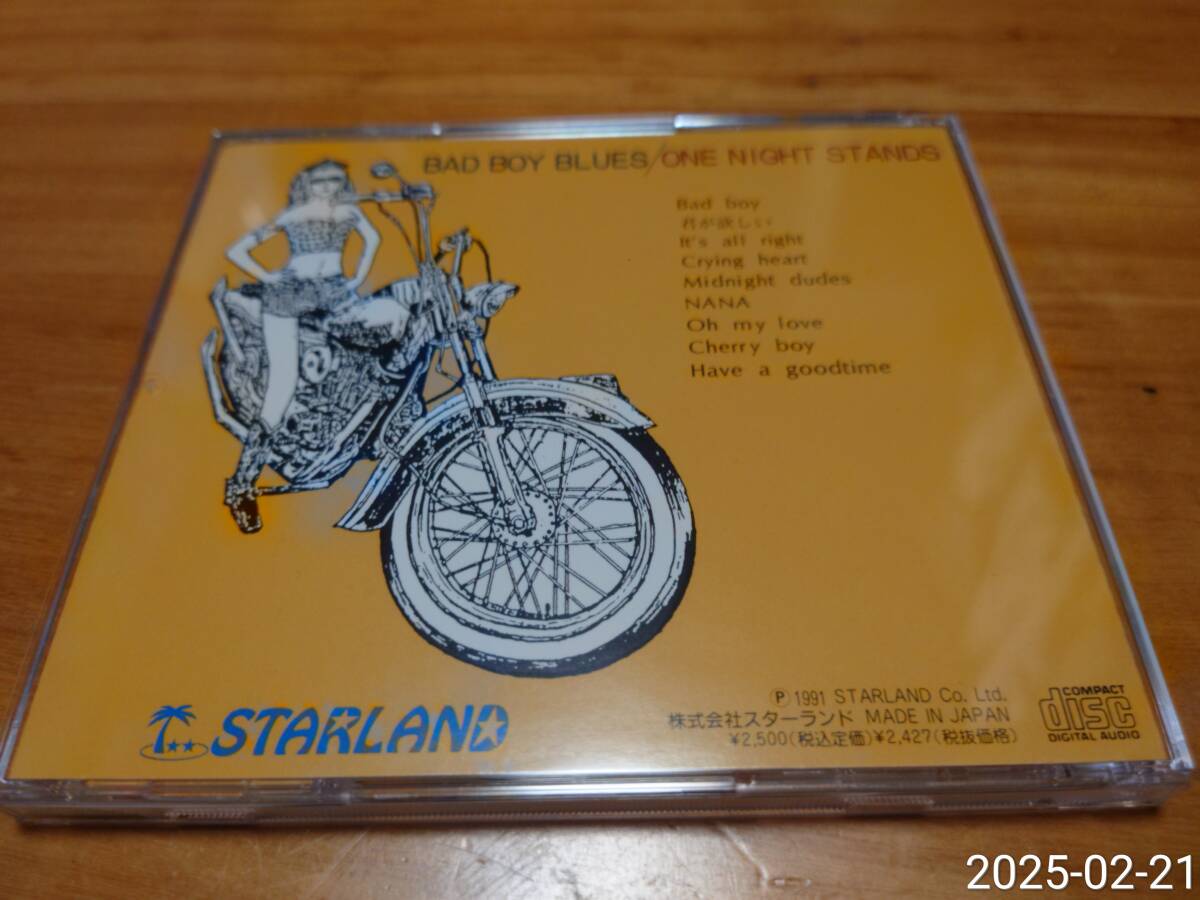 BAD BOY BLUES/ONE NIGHT STANDS
Bad boy
君が欲しい
It's all right
Crying heart
Midnight dudes
NANA
Oh my love
Cherry boy
Have a goodtime
STARLAND
Ⓟ1991 STARLAND Co. Ltd.
株式会社スターランド MADE IN JAPAN
¥2,500(税込定価)¥2,427(税抜価格)
COMPACT
disc
DIGITAL AUDIO
2025-02-21